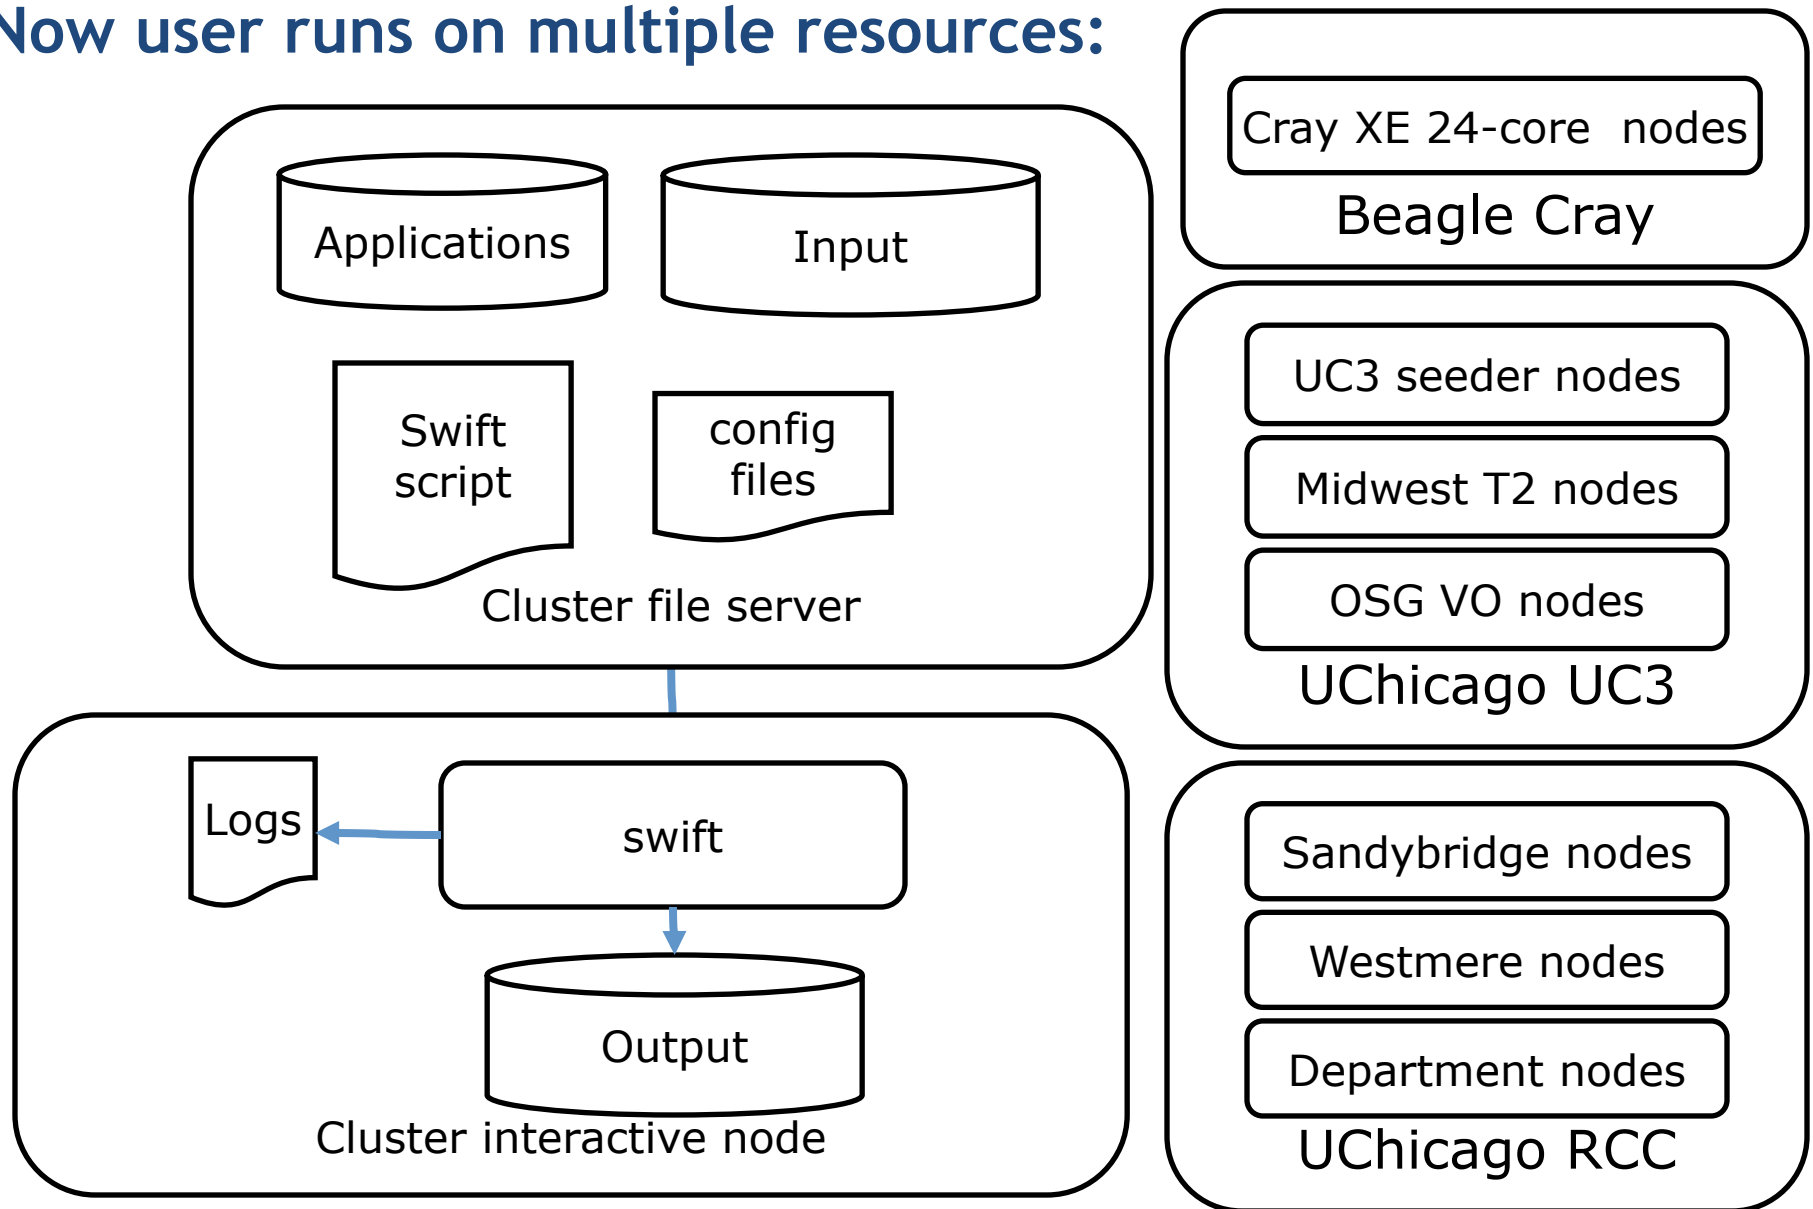 Now user runs on multiple resources:
Applications
Input
Swift
script
config
files
Cluster file server
Logs
swift
Output
Cluster interactive node
Cray XE 24-core  nodes
Beagle Cray
UC3 seeder nodes
Midwest T2 nodes
OSG VO nodes
UChicago UC3
Sandybridge nodes
Westmere nodes
Department nodes
UChicago RCC